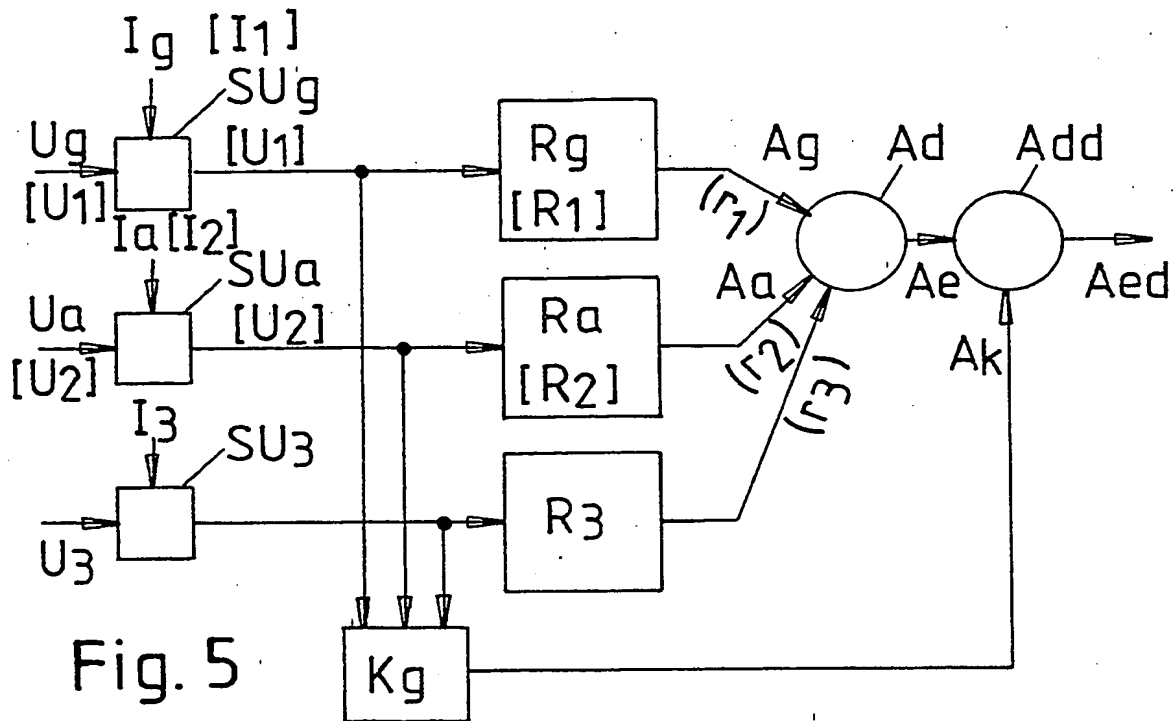 Ig [I1]
SUg
Ug
[U1]
[U1]
Rg
[R1]
Ag
(r1)
Ad
Add
Ia [I2]
SUa
Ua
[U2]
[U2]
Ra
[R2]
Aa
(r2)
Ae
Aed
I3
SU3
U3
R3
(r3)
Ak
Kg
Fig. 5